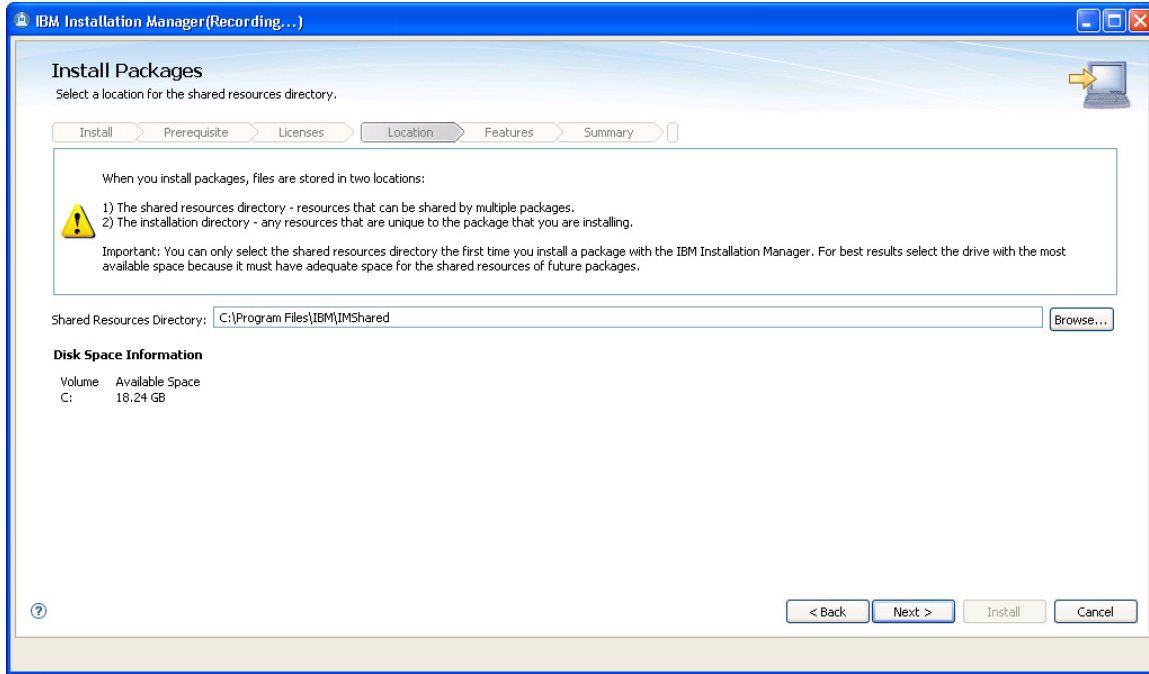 IBM Installation Manager(Recording...)
Install Packages
Select a location for the shared resources directory.
Install Prerequisite Licenses Location Features Summary
When you install packages, files are stored in two locations:
1) The shared resources directory - resources that can be shared by multiple packages.
2) The installation directory - any resources that are unique to the package that you are installing.
Important: You can only select the shared resources directory the first time you install a package with the IBM Installation Manager. For best results select the drive with the most
available space because it must have adequate space for the shared resources of future packages.
Shared Resources Directory: C:\Program Files\IBM\IMShared Browse...
Disk Space Information
Volume Available Space
C: 18.24 GB
? < Back Next > Install Cancel